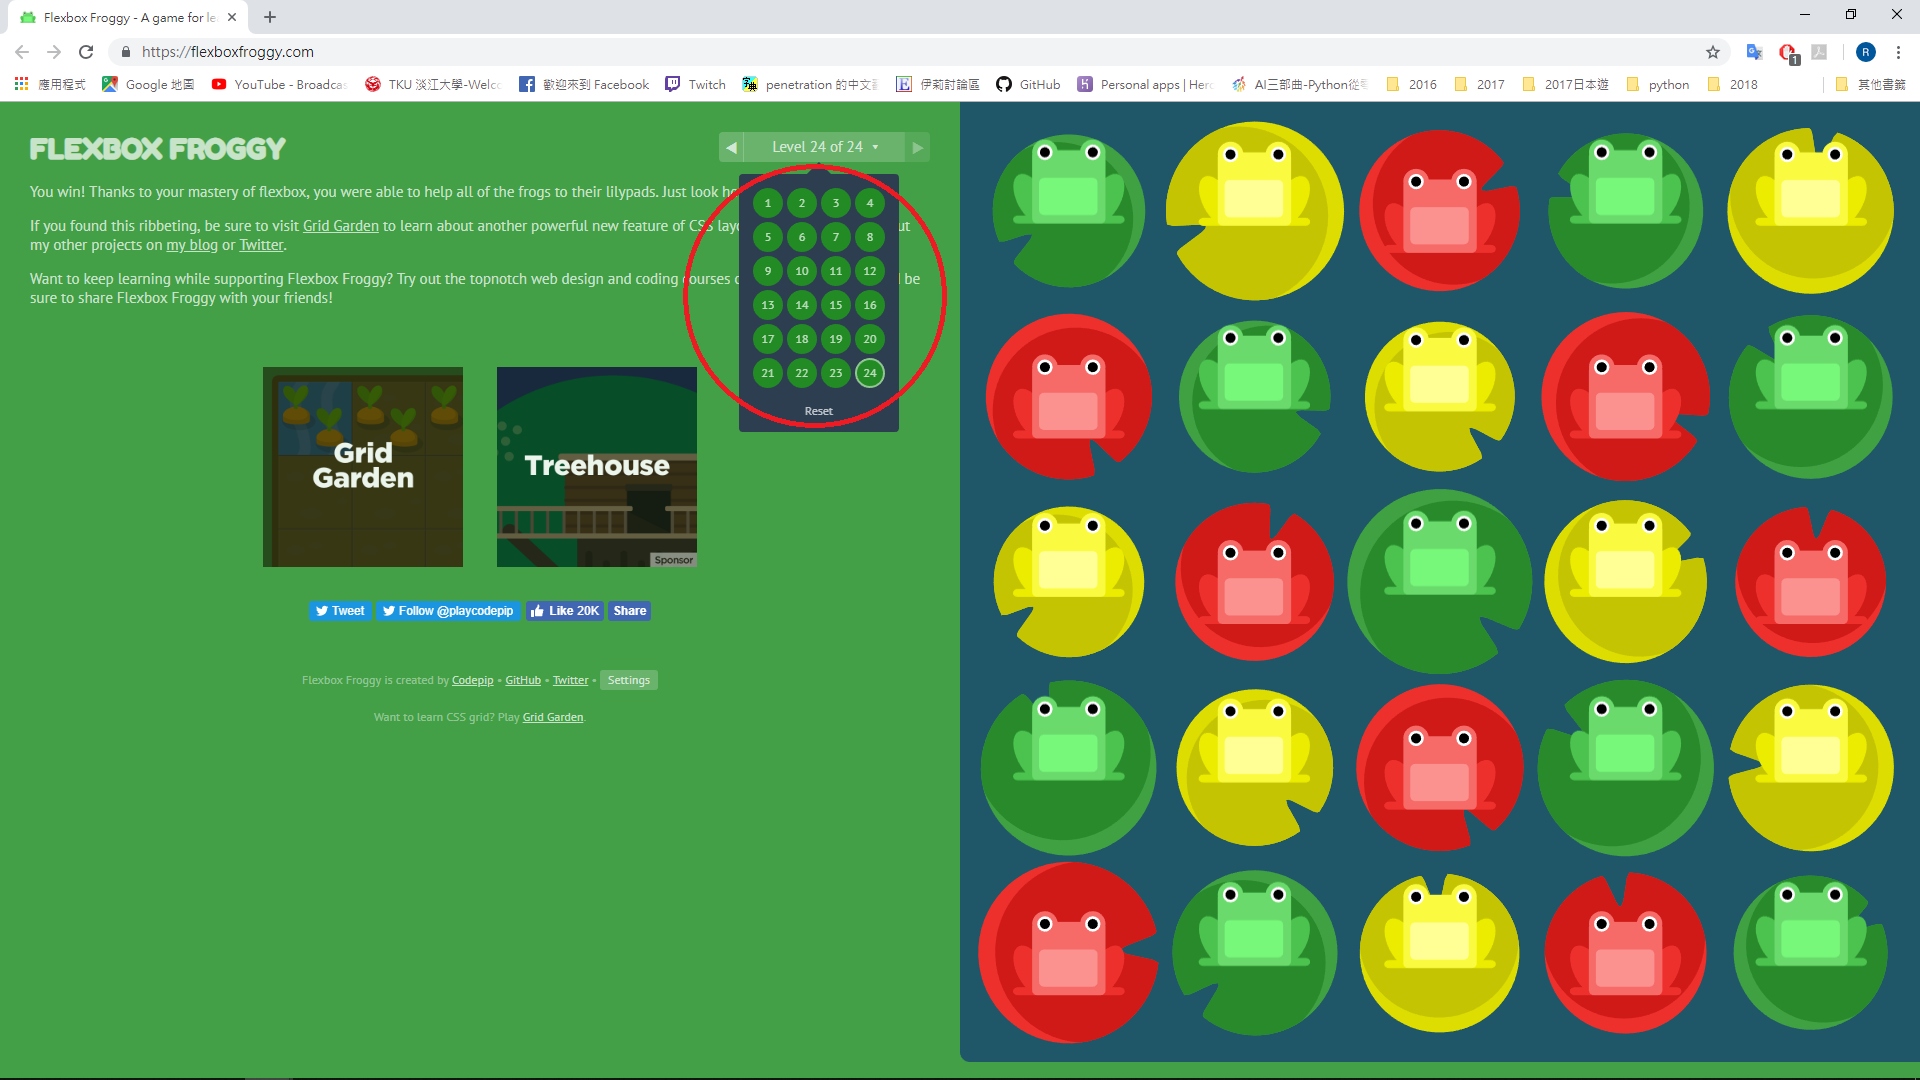 Flexbox Froggy - A game for le
https://flexboxfroggy.com
R
1
應用程式
Google 地圖
YouTube - Broadcas
TKU 淡江大學-Welc
歡迎來到 Facebook
Twitch
penetration 的中文
伊莉討論區
GitHub
Personal apps | Her
AI三部曲-Python從
2016
2017
2017日本遊
python
2018
其他書籤
FLEXBOX FROGGY
◀ Level 24 of 24 ▼ ▶
You win! Thanks to your mastery of flexbox, you were able to help all of the frogs to their lilypads. Just look h
If you found this ribbeting, be sure to visit Grid Garden to learn about another powerful new feature of CSS lay ut
my other projects on my blog or Twitter.
Want to keep learning while supporting Flexbox Froggy? Try out the topnotch web design and coding courses be
sure to share Flexbox Froggy with your friends!
1 2 3 4
5 6 7 8
9 10 11 12
13 14 15 16
17 18 19 20
21 22 23 24
Reset
Grid
Garden
Treehouse
Sponsor
Tweet Follow @playcodepip Like 20K Share
Flexbox Froggy is created by Codepip • GitHub • Twitter • Settings
Want to learn CSS grid? Play Grid Garden.